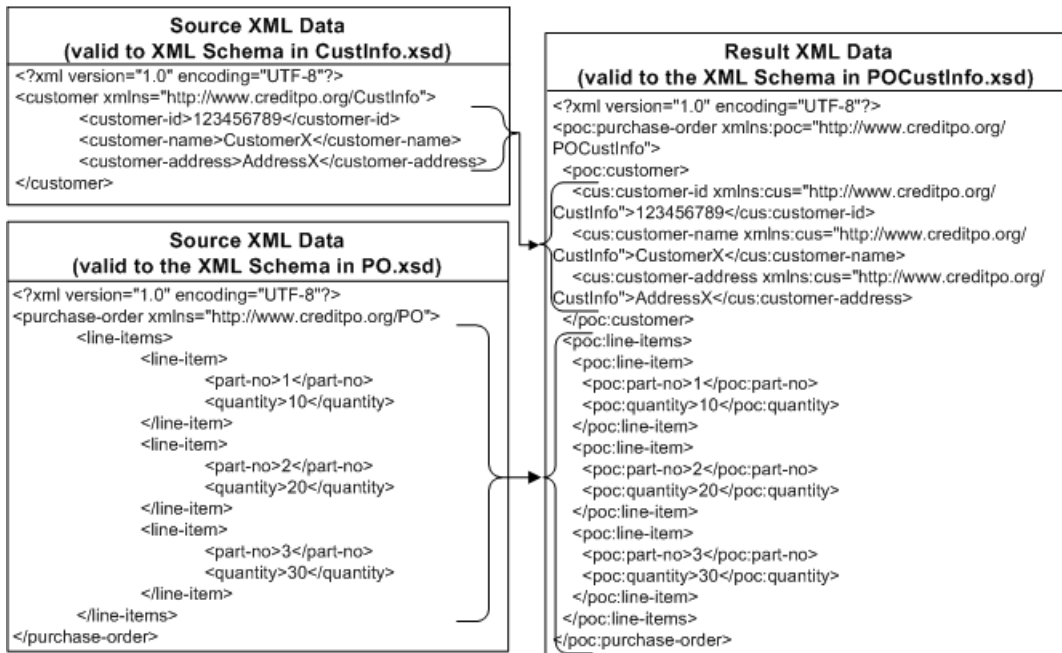 Source XML Data
(valid to XML Schema in CustInfo.xsd)
<?xml version="1.0" encoding="UTF-8"?>
<customer xmlns="http://www.creditpo.org/CustInfo">
<customer-id>123456789</customer-id>
<customer-name>CustomerX</customer-name>
<customer-address>AddressX</customer-address>
</customer>
Source XML Data
(valid to the XML Schema in PO.xsd)
<?xml version="1.0" encoding="UTF-8"?>
<purchase-order xmlns="http://www.creditpo.org/PO">
<line-items>
<line-item>
<part-no>1</part-no>
<quantity>10</quantity>
</line-item>
<line-item>
<part-no>2</part-no>
<quantity>20</quantity>
</line-item>
<line-item>
<part-no>3</part-no>
<quantity>30</quantity>
</line-item>
</line-items>
</purchase-order>
Result XML Data
(valid to the XML Schema in POCustInfo.xsd)
<?xml version="1.0" encoding="UTF-8"?>
<poc:purchase-order xmlns:poc="http://www.creditpo.org/
POCustInfo">
<poc:customer>
<cus:customer-id xmlns:cus="http://www.creditpo.org/
CustInfo">123456789</cus:customer-id>
<cus:customer-name xmlns:cus="http://www.creditpo.org/
CustInfo">CustomerX</cus:customer-name>
<cus:customer-address xmlns:cus="http://www.creditpo.org/
CustInfo">AddressX</cus:customer-address>
</poc:customer>
<poc:line-items>
<poc:line-item>
<poc:part-no>1</poc:part-no>
<poc:quantity>10</poc:quantity>
</poc:line-item>
<poc:line-item>
<poc:part-no>2</poc:part-no>
<poc:quantity>20</poc:quantity>
</poc:line-item>
<poc:line-item>
<poc:part-no>3</poc:part-no>
<poc:quantity>30</poc:quantity>
</poc:line-item>
</poc:line-items>
</poc:purchase-order>